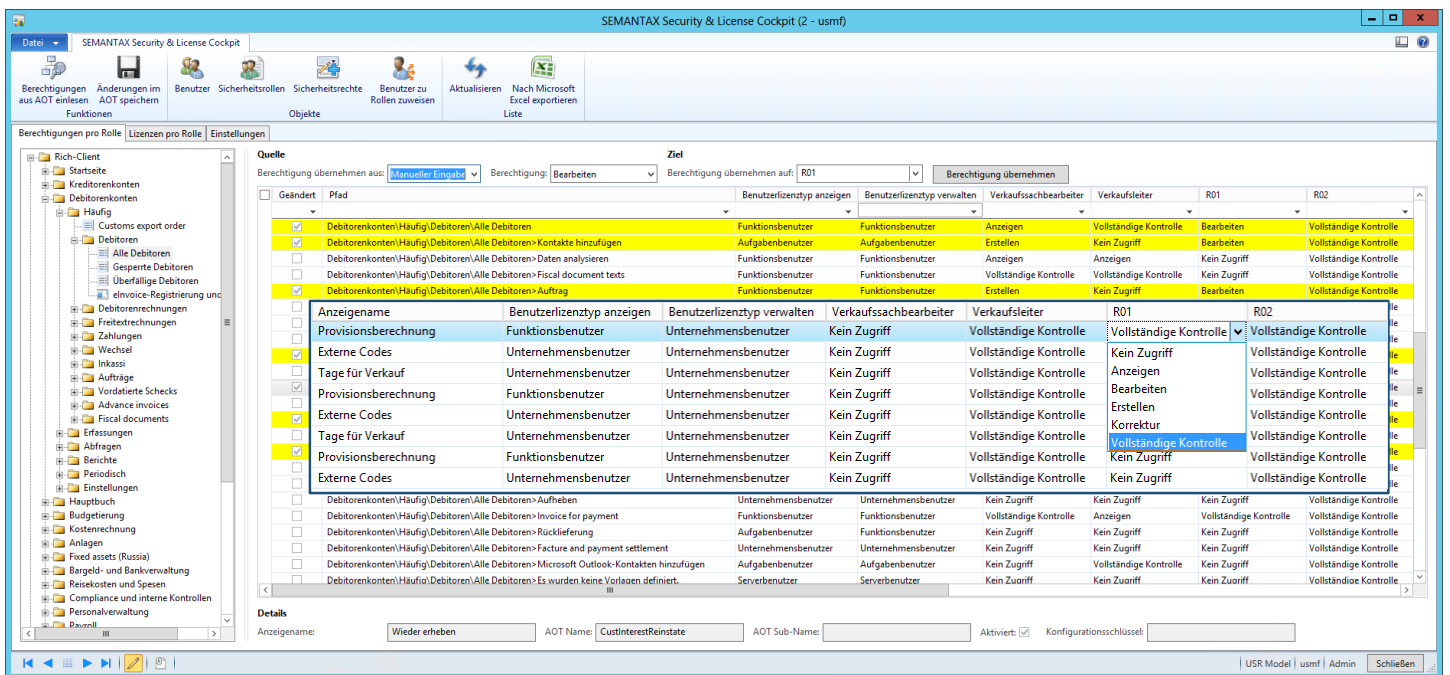 SEMANTAX Security & License Cockpit (2 - usmf)
Datei SEMANTAX Security & License Cockpit
Berechtigungen aus AOT einlesen
Änderungen im AOT speichern
Benutzer
Sicherheitsrollen
Sicherheitsrechte
Benutzer zu Rollen zuweisen
Aktualisieren
Nach Microsoft Excel exportieren
Funktionen Objekte Liste
Berechtigungen pro Rolle Lizenzen pro Rolle Einstellungen
Rich-Client
Startseite
Kreditorenkonten
Debitorenkonten
Häufig
Customs export order
Debitoren
Alle Debitoren
Gesperrte Debitoren
Überfällige Debitoren
eInvoice-Registrierung und
Debitorenrechnungen
Freitextrechnungen
Zahlungen
Wechsel
Inkassi
Aufträge
Vordatierte Schecks
Advance invoices
Fiscal documents
Erfassungen
Abfragen
Berichte
Periodisch
Einstellungen
Hauptbuch
Budgetierung
Kostenrechnung
Anlagen
Fixed assets (Russia)
Bargeld- und Bankverwaltung
Reisekosten und Spesen
Compliance und interne Kontrollen
Personalverwaltung
Payroll
Quelle Ziel
Berechtigung übernehmen aus: Manueller Eingabe Berechtigung: Bearbeiten Berechtigung übernehmen auf: R01 Berechtigung übernehmen
Geändert Pfad Benutzerlizenztyp anzeigen Benutzerlizenztyp verwalten Verkaufssachbearbeiter Verkaufsleiter R01 R02
Debitorenkonten\Häufig\Debitoren\Alle Debitoren Funktionsbenutzer Funktionsbenutzer Anzeigen Vollständige Kontrolle Bearbeiten Vollständige Kontrolle
Debitorenkonten\Häufig\Debitoren\Alle Debitoren>Kontakte hinzufügen Aufgabenbenutzer Aufgabenbenutzer Erstellen Kein Zugriff Bearbeiten Vollständige Kontrolle
Debitorenkonten\Häufig\Debitoren\Alle Debitoren>Daten analysieren Funktionsbenutzer Funktionsbenutzer Anzeigen Anzeigen Kein Zugriff Vollständige Kontrolle
Debitorenkonten\Häufig\Debitoren\Alle Debitoren>Fiscal document texts Funktionsbenutzer Funktionsbenutzer Vollständige Kontrolle Vollständige Kontrolle Kein Zugriff Vollständige Kontrolle
Debitorenkonten\Häufig\Debitoren\Alle Debitoren>Auftrag Funktionsbenutzer Funktionsbenutzer Erstellen Kein Zugriff Bearbeiten Vollständige Kontrolle
Anzeigename Benutzerlizenztyp anzeigen Benutzerlizenztyp verwalten Verkaufssachbearbeiter Verkaufsleiter R01 R02
Provisionsberechnung Funktionsbenutzer Unternehmensbenutzer Kein Zugriff Vollständige Kontrolle Vollständige Kontrolle Vollständige Kontrolle
Externe Codes Unternehmensbenutzer Unternehmensbenutzer Kein Zugriff Vollständige Kontrolle Kein Zugriff Vollständige Kontrolle
Tage für Verkauf Unternehmensbenutzer Unternehmensbenutzer Kein Zugriff Vollständige Kontrolle Anzeigen Vollständige Kontrolle
Provisionsberechnung Funktionsbenutzer Unternehmensbenutzer Kein Zugriff Vollständige Kontrolle Bearbeiten Vollständige Kontrolle
Externe Codes Unternehmensbenutzer Unternehmensbenutzer Kein Zugriff Vollständige Kontrolle Erstellen Vollständige Kontrolle
Korrektur
Tage für Verkauf Unternehmensbenutzer Unternehmensbenutzer Kein Zugriff Vollständige Kontrolle Vollständige Kontrolle Vollständige Kontrolle
Provisionsberechnung Funktionsbenutzer Unternehmensbenutzer Kein Zugriff Vollständige Kontrolle Kein Zugriff Vollständige Kontrolle
Externe Codes Unternehmensbenutzer Unternehmensbenutzer Kein Zugriff Vollständige Kontrolle Kein Zugriff Vollständige Kontrolle
Debitorenkonten\Häufig\Debitoren\Alle Debitoren>Aufheben Unternehmensbenutzer Unternehmensbenutzer Kein Zugriff Kein Zugriff Kein Zugriff Vollständige Kontrolle
Debitorenkonten\Häufig\Debitoren\Alle Debitoren>Invoice for payment Funktionsbenutzer Funktionsbenutzer Vollständige Kontrolle Anzeigen Vollständige Kontrolle Vollständige Kontrolle
Debitorenkonten\Häufig\Debitoren\Alle Debitoren>Rücklieferung Aufgabenbenutzer Funktionsbenutzer Kein Zugriff Kein Zugriff Kein Zugriff Vollständige Kontrolle
Debitorenkonten\Häufig\Debitoren\Alle Debitoren>Facture and payment settlement Unternehmensbenutzer Unternehmensbenutzer Kein Zugriff Kein Zugriff Kein Zugriff Vollständige Kontrolle
Debitorenkonten\Häufig\Debitoren\Alle Debitoren>Microsoft Outlook-Kontakten hinzufügen Aufgabenbenutzer Aufgabenbenutzer Kein Zugriff Vollständige Kontrolle Kein Zugriff Vollständige Kontrolle
Debitorenkonten\Häufig\Debitoren\Alle Debitoren>Es wurden keine Vorlagen definiert. Serverbenutzer Serverbenutzer Kein Zugriff Kein Zugriff Kein Zugriff Vollständige Kontrolle
Details
Anzeigename: Wieder erheben AOT Name: CustInterestReinstate AOT Sub-Name: Aktiviert: Konfigurationsschlüssel:
USR Model usmf Admin Schließen